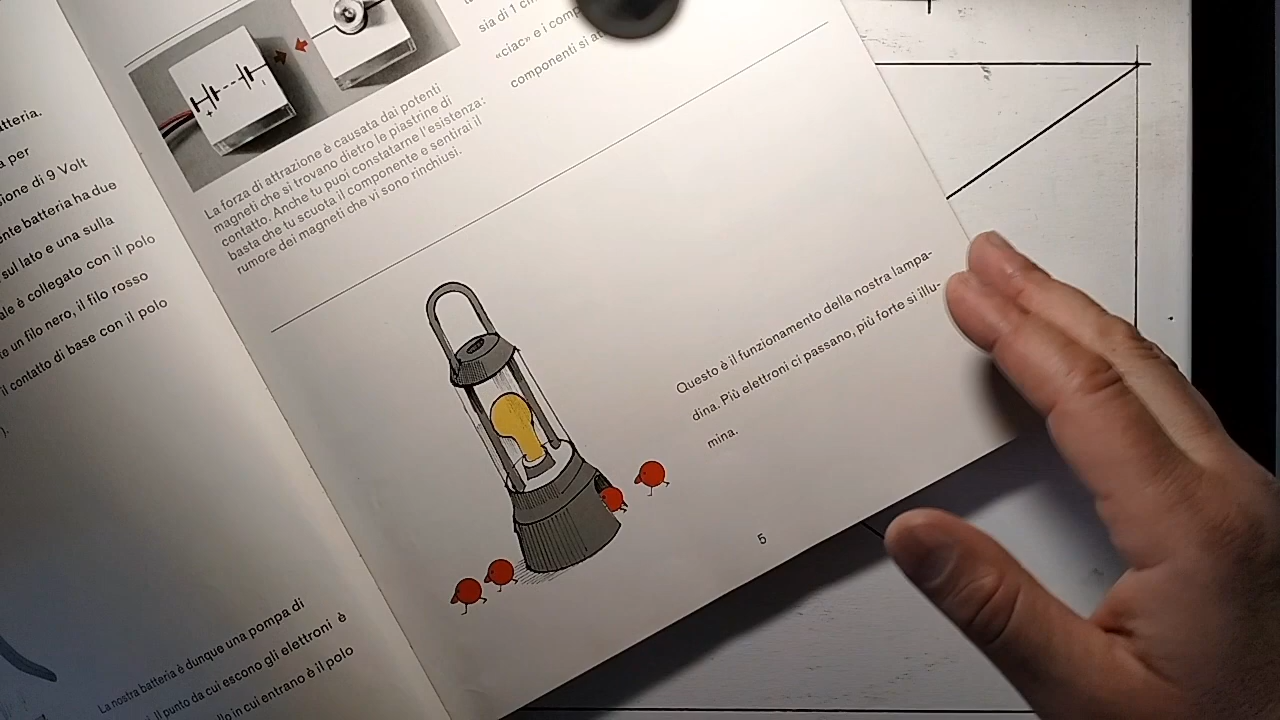 atteria.
a per
ione di 9 Volt
nte batteria ha due
sul lato e una sulla
ale è collegato con il polo
te un filo nero, il filo rosso
il contatto di base con il polo
).
La nostra batteria è dunque una pompa di
Il punto da cui escono gli elettroni è
llo in cui entrano è il polo
+
La forza di attrazione è causata dai potenti
magneti che si trovano dietro le piastrine di
contatto. Anche tu puoi constatarne l'esistenza:
basta che tu scuota il componente e sentirai il
rumore dei magneti che vi sono rinchiusi.
sia di 1 cm
«ciac» e i comp
componenti si at
Questo è il funzionamento della nostra lampa-
dina. Più elettroni ci passano, più forte si illu-
mina.
5